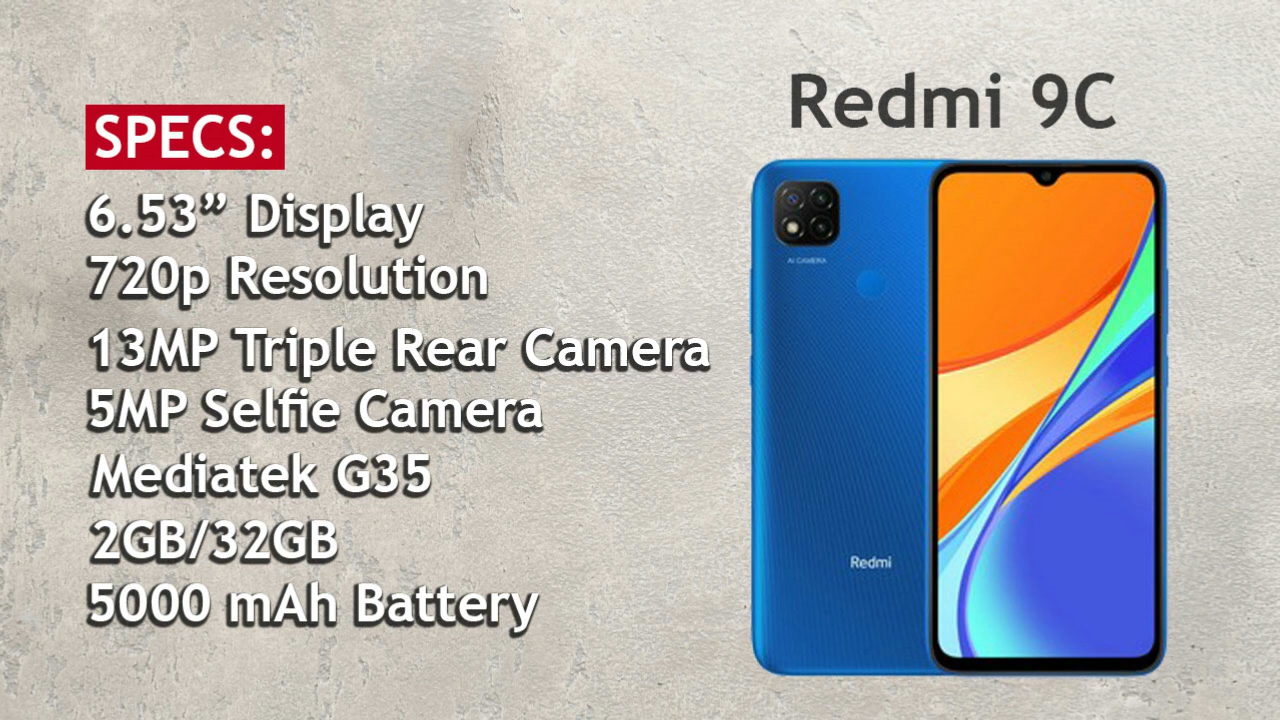 Redmi 9C
SPECS:
6.53” Display
720p Resolution
13MP Triple Rear Camera
5MP Selfie Camera
Mediatek G35
2GB/32GB
5000 mAh Battery
AI CAMERA
Redmi